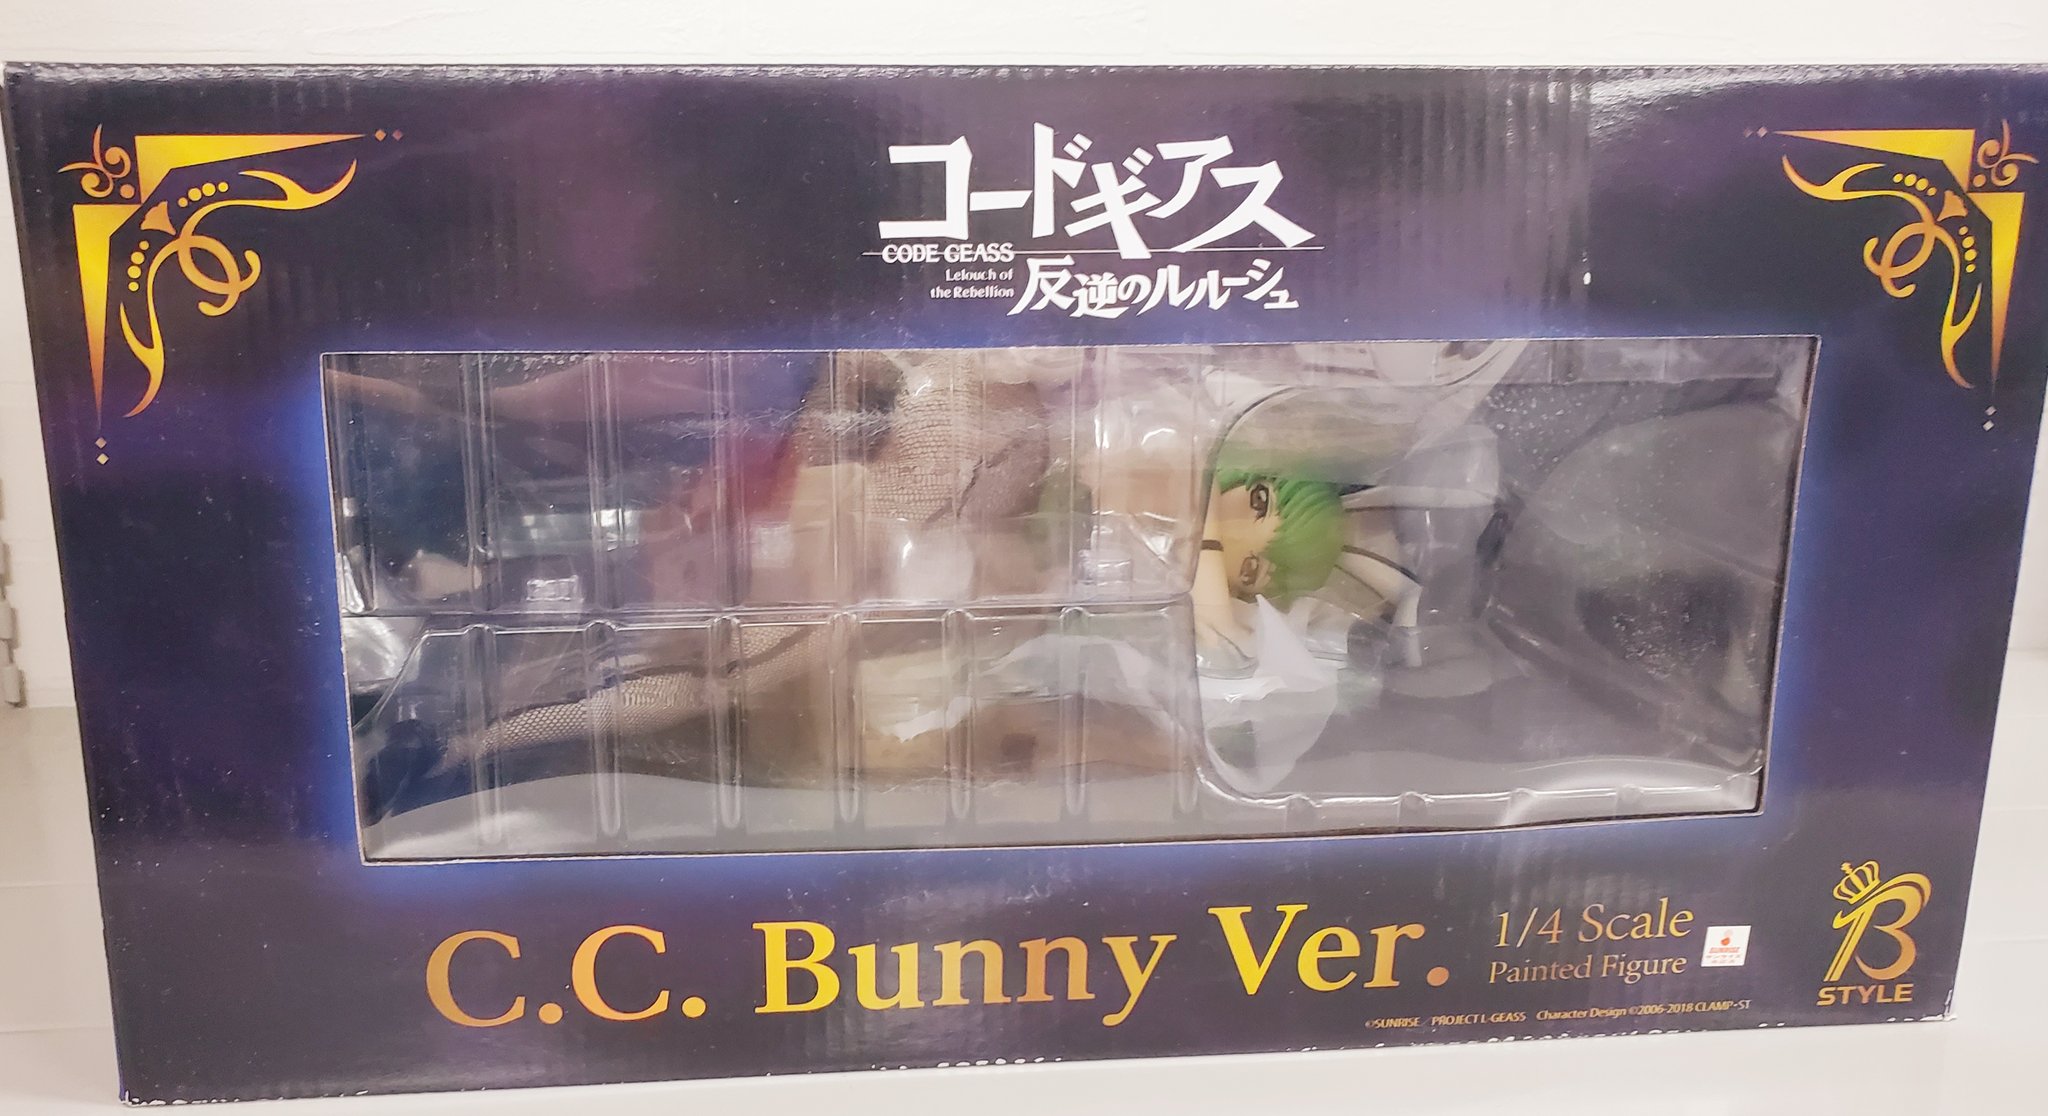 コードギアス
CODE GEASS
Lelouch of
the Rebellion
反逆のルルーシュ
C.C. Bunny Ver.
1/4 Scale
Painted Figure
SUNRISE
B
STYLE
©SUNRISE/PROJECT L-GEASS Character Design ©2006-2018 CLAMP・ST